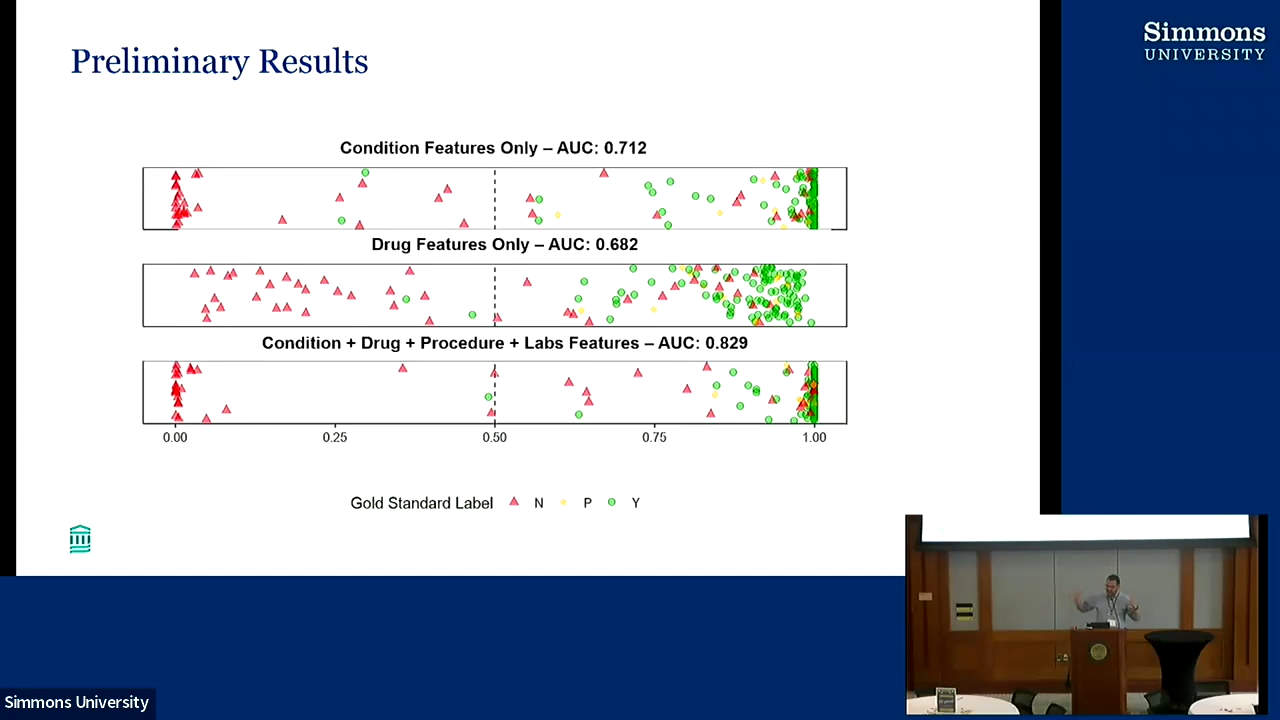 Preliminary Results
Simmons
UNIVERSITY
Condition Features Only – AUC: 0.712
Drug Features Only – AUC: 0.682
Condition + Drug + Procedure + Labs Features – AUC: 0.829
0.00 0.25 0.50 0.75 1.00
Gold Standard Label N P Y
Simmons University